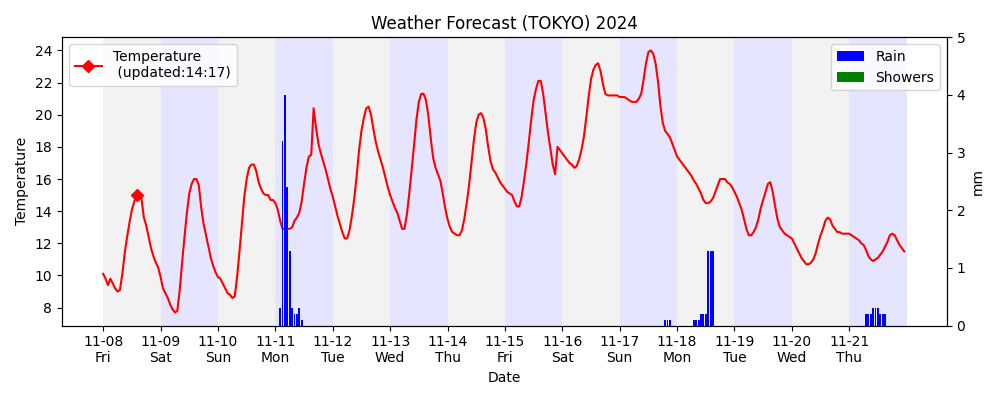 Weather Forecast (TOKYO) 2024
Temperature
(updated:14:17)
Rain
Showers
Temperature
24
22
20
18
16
14
12
10
8
5
4
3
2
1
0
mm
11-08 11-09 11-10 11-11 11-12 11-13 11-14 11-15 11-16 11-17 11-18 11-19 11-20 11-21
Fri Sat Sun Mon Tue Wed Thu Fri Sat Sun Mon Tue Wed Thu
Date